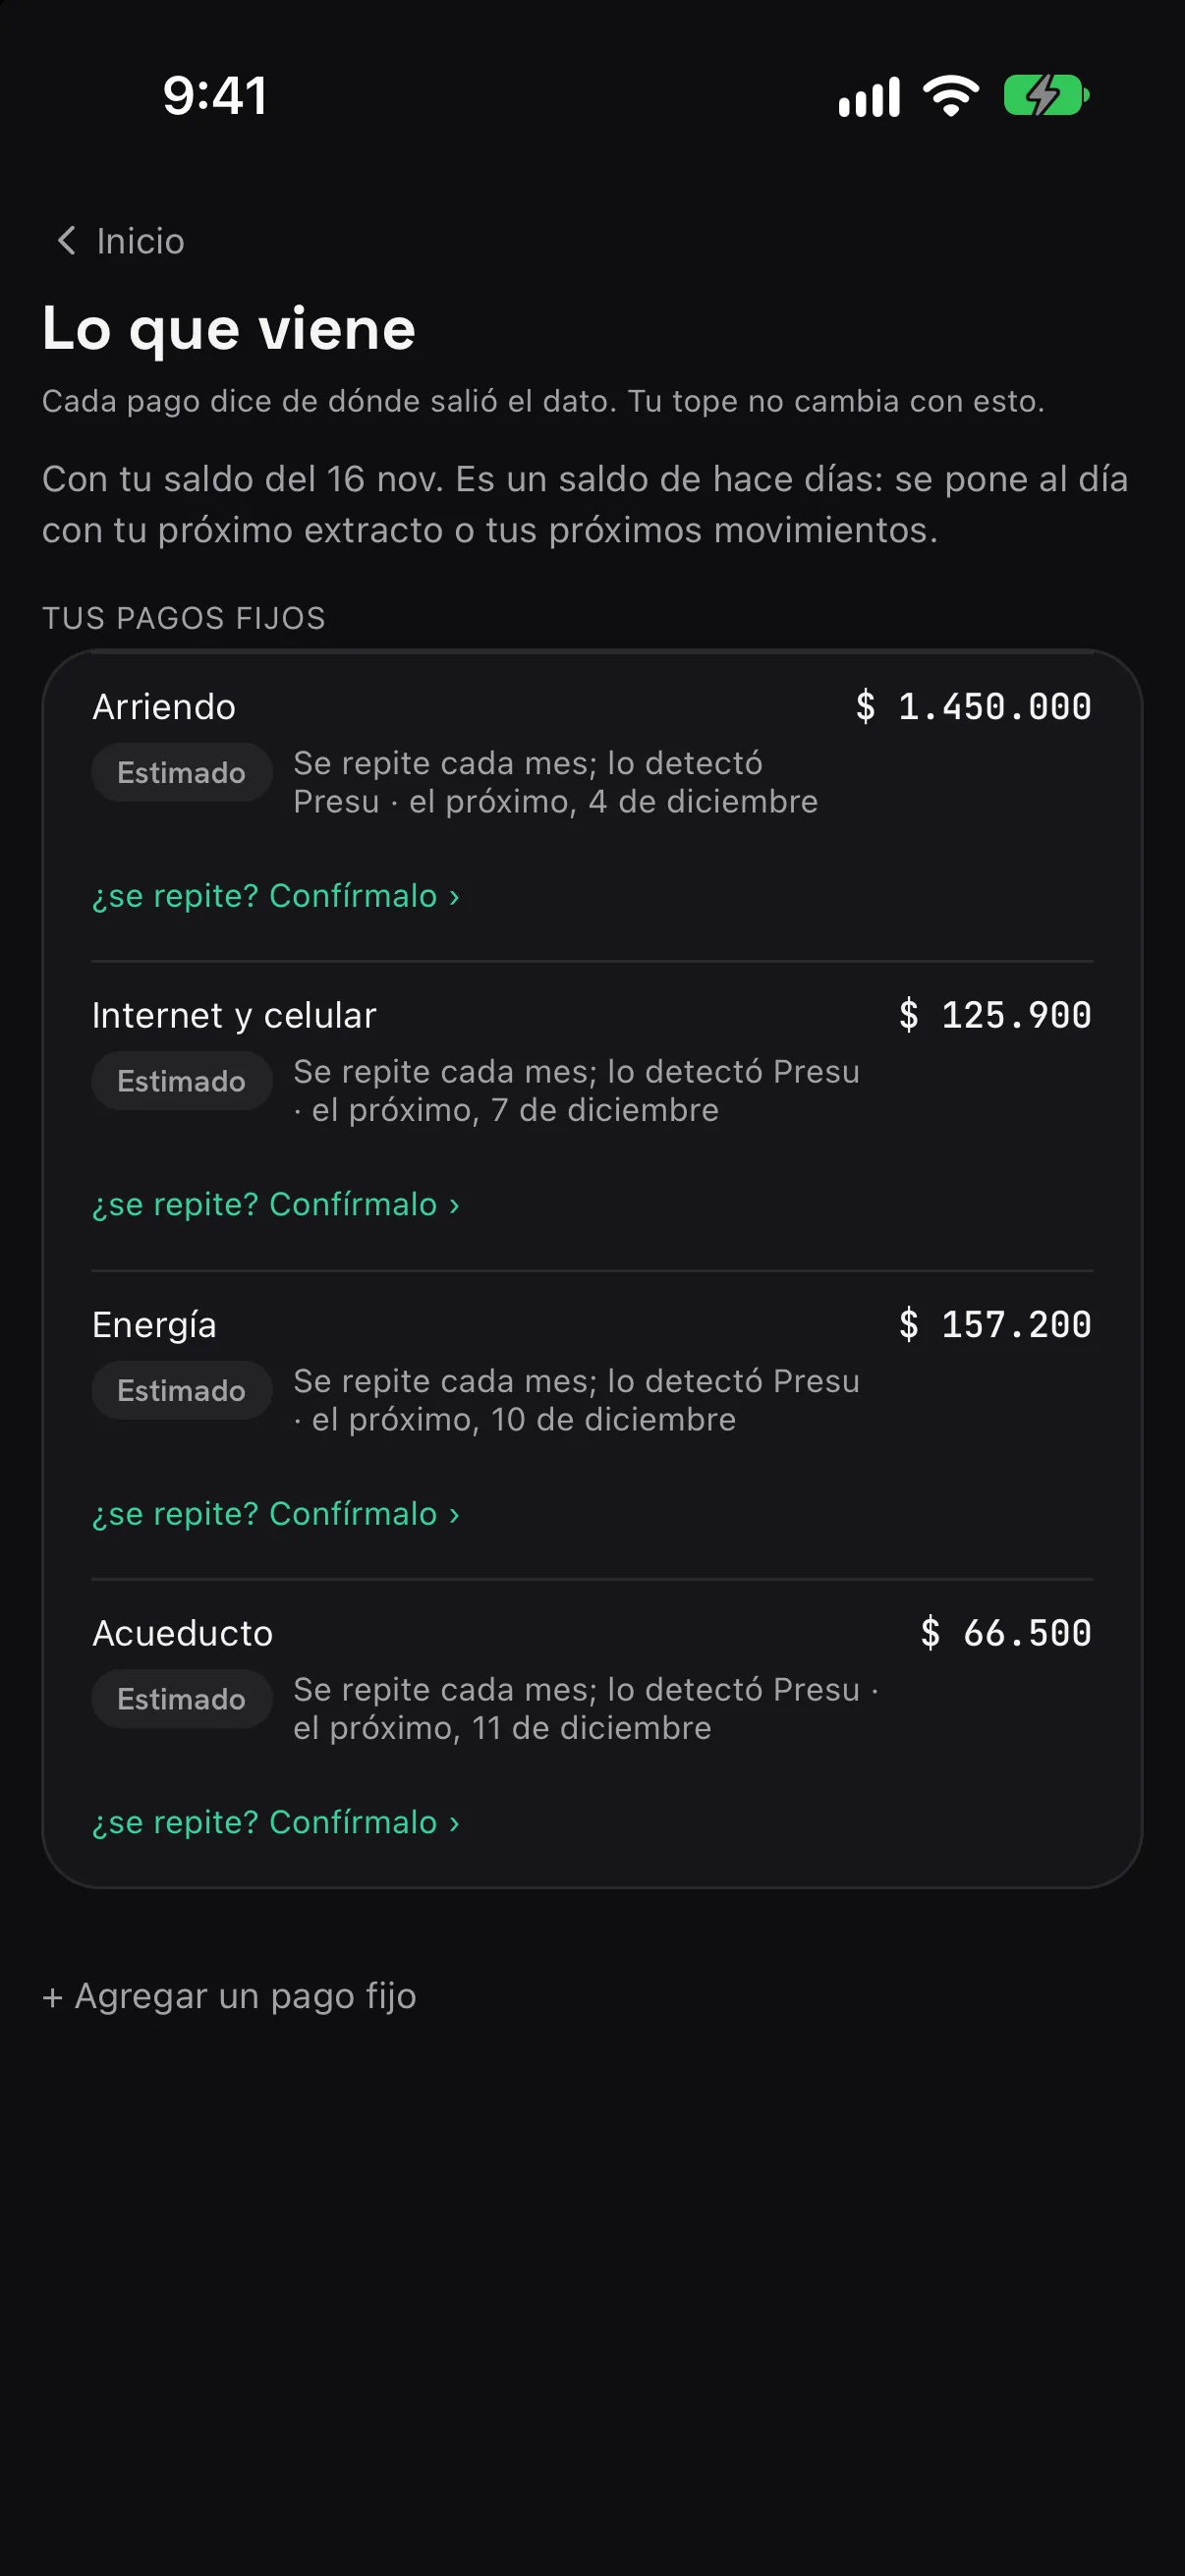 9:41
Inicio
Lo que viene
Cada pago dice de dónde salió el dato. Tu tope no cambia con esto.
Con tu saldo del 16 nov. Es un saldo de hace días: se pone al día
con tu próximo extracto o tus próximos movimientos.
TUS PAGOS FIJOS
Arriendo $ 1.450.000
Estimado Se repite cada mes; lo detectó
Presu · el próximo, 4 de diciembre
¿se repite? Confírmalo ›
Internet y celular $ 125.900
Estimado Se repite cada mes; lo detectó Presu
· el próximo, 7 de diciembre
¿se repite? Confírmalo ›
Energía $ 157.200
Estimado Se repite cada mes; lo detectó Presu
· el próximo, 10 de diciembre
¿se repite? Confírmalo ›
Acueducto $ 66.500
Estimado Se repite cada mes; lo detectó Presu ·
el próximo, 11 de diciembre
¿se repite? Confírmalo ›
+ Agregar un pago fijo